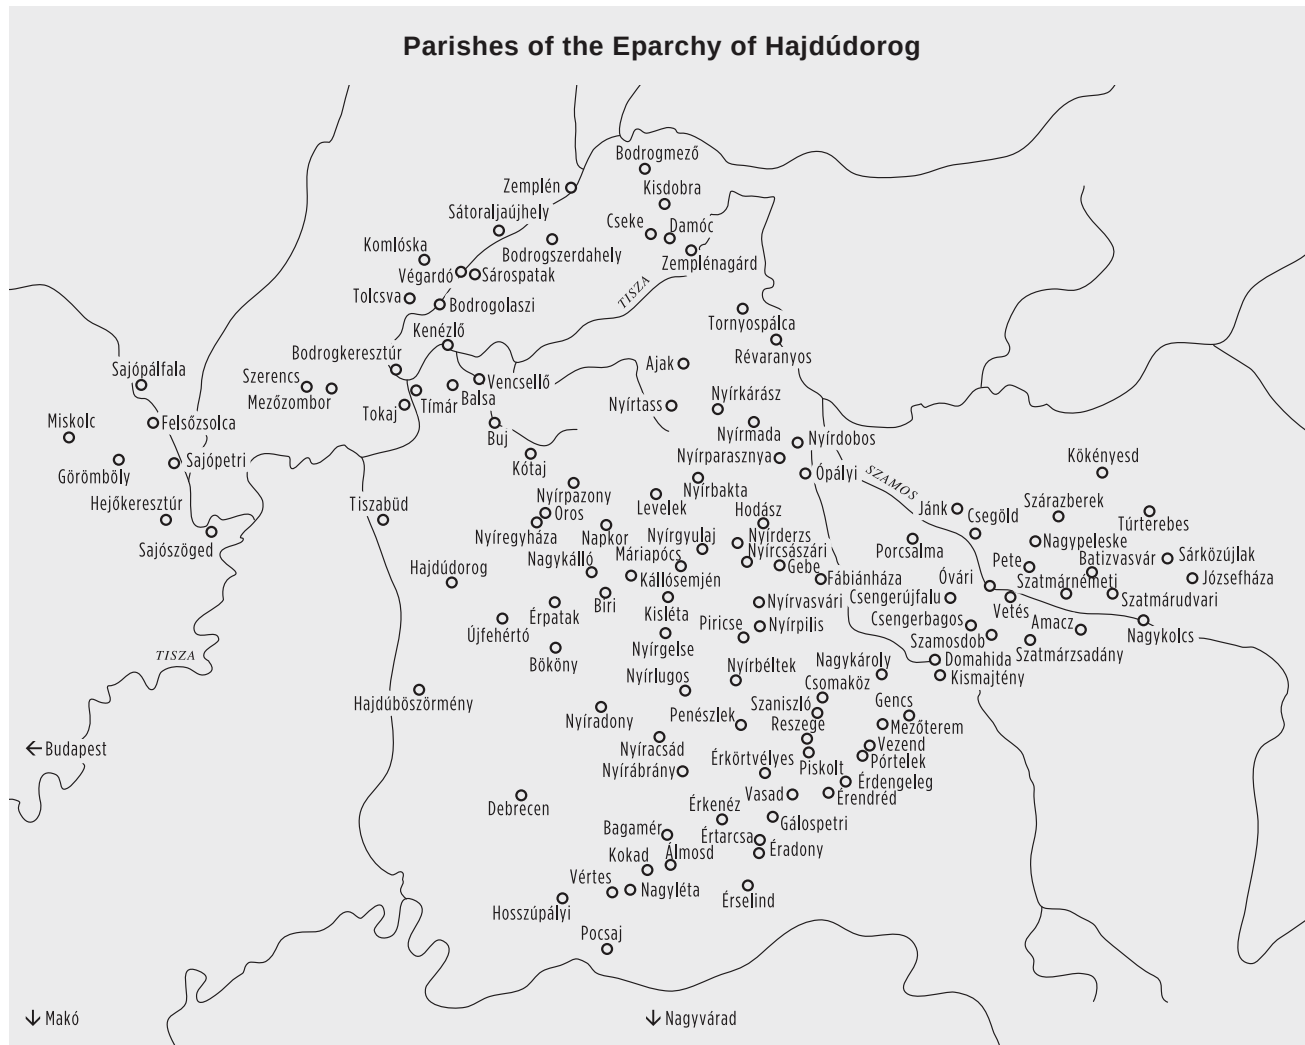 Parishes of the Eparchy of Hajdúdorog
Bodrogmező
Zemplén
Kisdobra
Sátoraljaújhely
Cseke
Damóc
Komlóska
Bodrogszerdahely
Zemplénagárd
Végardó
Sárospatak
TISZA
Tolcsva
Bodrogolaszi
Tornyospálca
Kenézlő
Révaranyos
Bodrogkeresztúr
Sajópálfala
Ajak
Szerencs
Vencsellő
Mezőzombor
Balsa
Tímár
Nyírtass
Nyírkárász
Tokaj
Miskolc
Felsőzsolca
Buj
Nyírmada
Nyírdobos
Nyírparasznya
Görömböly
Sajópetri
Kótaj
Ópályi
SZAMOS
Kökényesd
Nyírpazony
Nyírbakta
Hejőkeresztúr
Tiszabüd
Oros
Levelek
Hodász
Jánk
Csegöld
Szárazberek
Túrterebes
Nyíregyháza
Napkor
Nyírgyulaj
Nyírderzs
Sajószöged
Nagykálló
Máriapócs
Nyírcsászári
Porcsalma
Nagypeleske
Batizvasvár
Sárközújlak
Hajdúdorog
Kállósemjén
Gebe
Fábiánháza
Óvári
Pete
Szatmárnémeti
Józsefháza
Biri
Csengerújfalu
Vetés
Szatmárudvari
Érpatak
Kisléta
Nyírvasvári
Újfehértó
Piricse
Nyírpilis
Csengerbagos
Amacz
Nagykolcs
Bököny
Nyírgelse
Szamosdob
Szatmárzsadány
TISZA
Nyírbéltek
Nagykároly
Domahida
Nyírlugos
Csomaköz
Kismajtény
Hajdúböszörmény
Szaniszló
Gencs
Nyíradony
Penészlek
Reszege
Mezőterem
← Budapest
Nyíracsád
Vezend
Nyírábrány
Érkörtvélyes
Piskolt
Pórtelek
Érdengeleg
Debrecen
Vasad
Érendréd
Érkenéz
Gálospetri
Bagamér
Értarcsa
Kokad
Álmosd
Éradony
Vértes
Nagyléta
Érselind
Hosszúpályi
Pocsaj
↓ Makó
↓ Nagyvárad